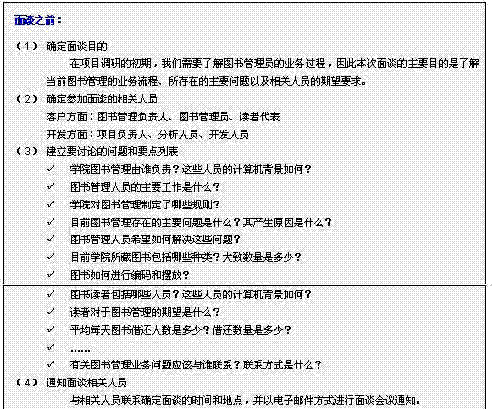 面谈之前：
（1） 确定面谈目的
在项目调研的初期，我们需要了解图书管理员的业务过程，因此本次面谈的主要目的是了解
当前图书管理的业务流程、所存在的主要问题以及相关人员的期望要求。
（2） 确定参加面谈的相关人员
客户方面：图书管理负责人、图书管理员、读者代表
开发方面：项目负责人、分析人员、开发人员
（3） 建立要讨论的问题和要点列表
✓ 学院图书管理由谁负责？这些人员的计算机背景如何？
✓ 图书管理人员的主要工作是什么？
✓ 学院对图书管理制定了哪些规则？
✓ 目前图书管理存在的主要问题是什么？其产生原因是什么？
✓ 图书管理人员希望如何解决这些问题？
✓ 目前学院所藏图书包括哪些种类？大致数量是多少？
✓ 图书如何进行编码和摆放？
✓ 图书读者包括哪些人员？这些人员的计算机背景如何？
✓ 读者对于图书管理的期望是什么？
✓ 平均每天图书借还人数是多少？借还数量是多少？
✓ ……
✓ 有关图书管理业务问题应该与谁联系？联系方式是什么？
（4） 通知面谈相关人员
与相关人员联系确定面谈的时间和地点，并以电子邮件方式进行面谈会议通知。